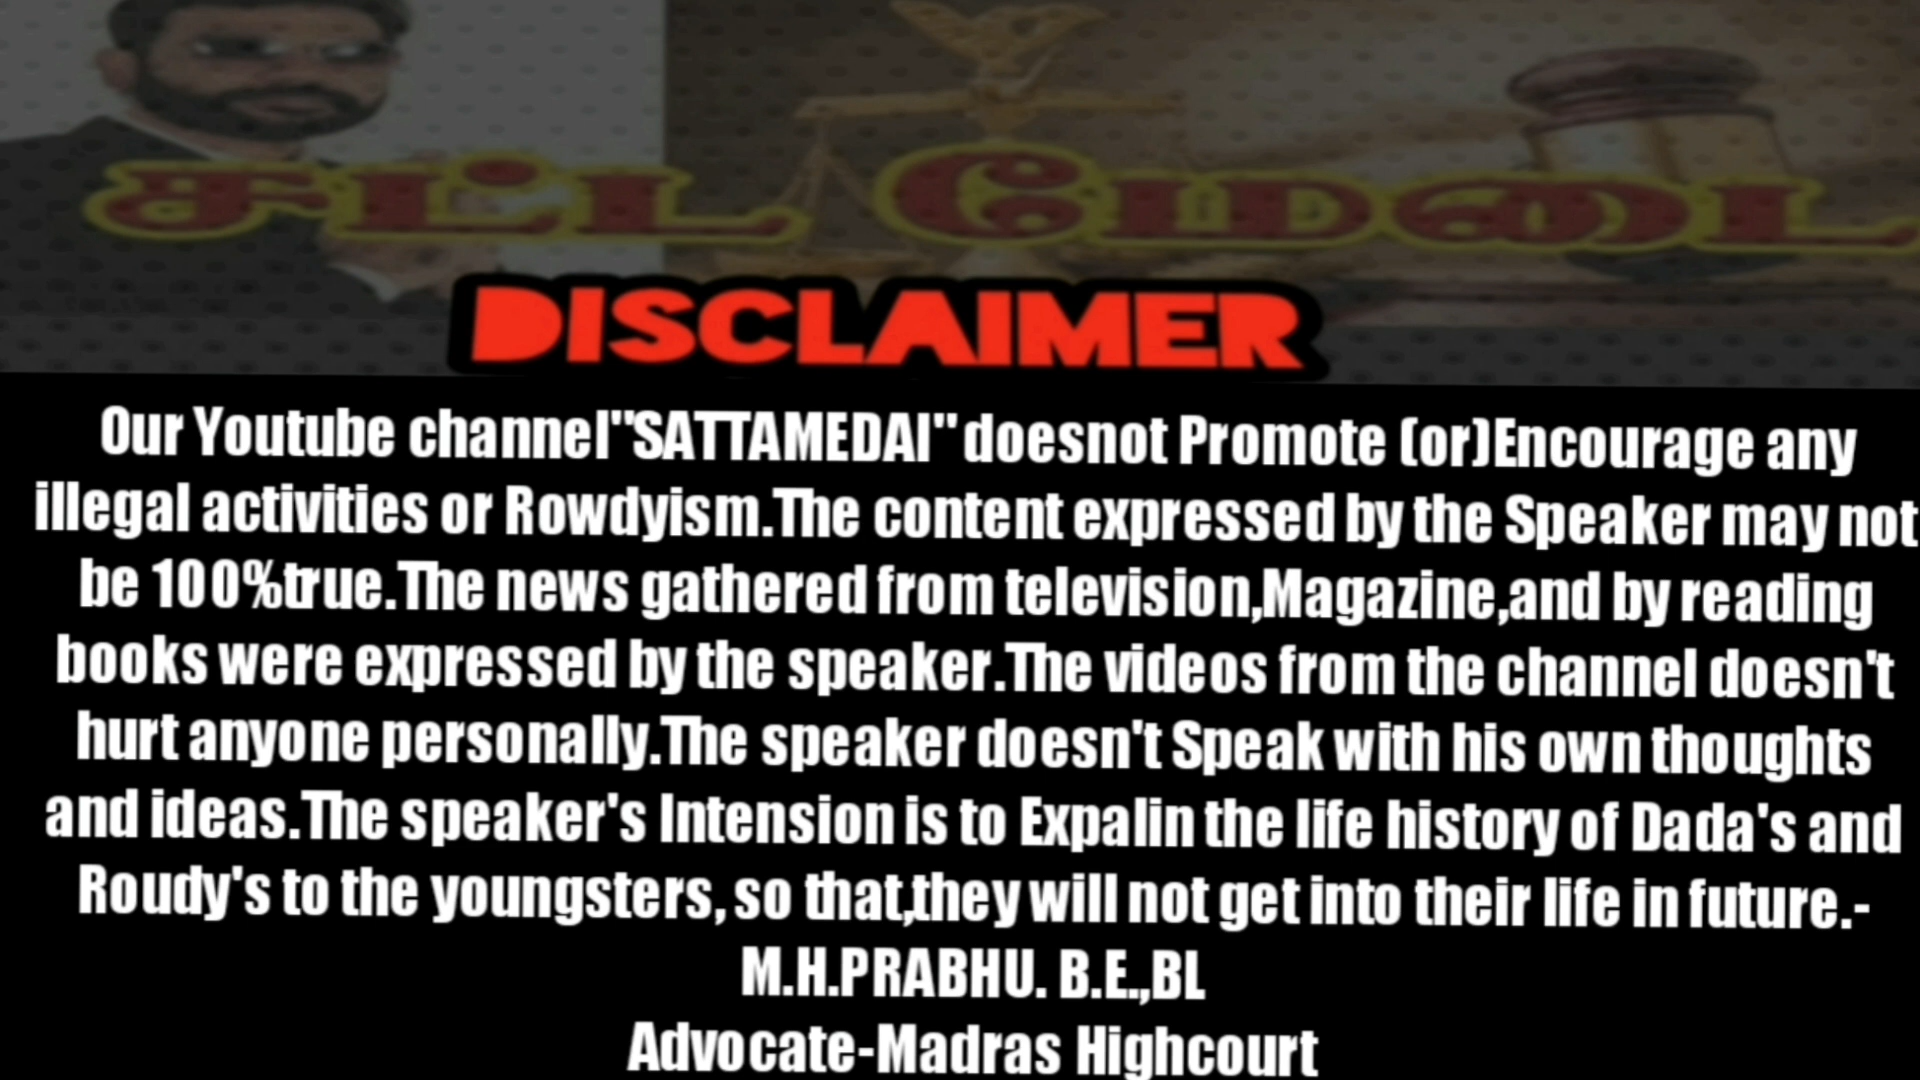 சட்ட மேடை
DISCLAIMER
Our Youtube channel"SATTAMEDAI"doesnot Promote (or)Encourage any
illegal activities or Rowdyism.The content expressed by the Speaker may not
be 100%true.The news gathered from television,Magazine,and by reading
books were expressed by the speaker.The videos from the channel doesn't
hurt anyone personally.The speaker doesn't Speak with his own thoughts
and ideas.The speaker's Intension is to Expalin the life history of Dada's and
Roudy's to the youngsters, so that,they will not get into their life in future.-
M.H.PRABHU. B.E.,BL
Advocate-Madras Highcourt